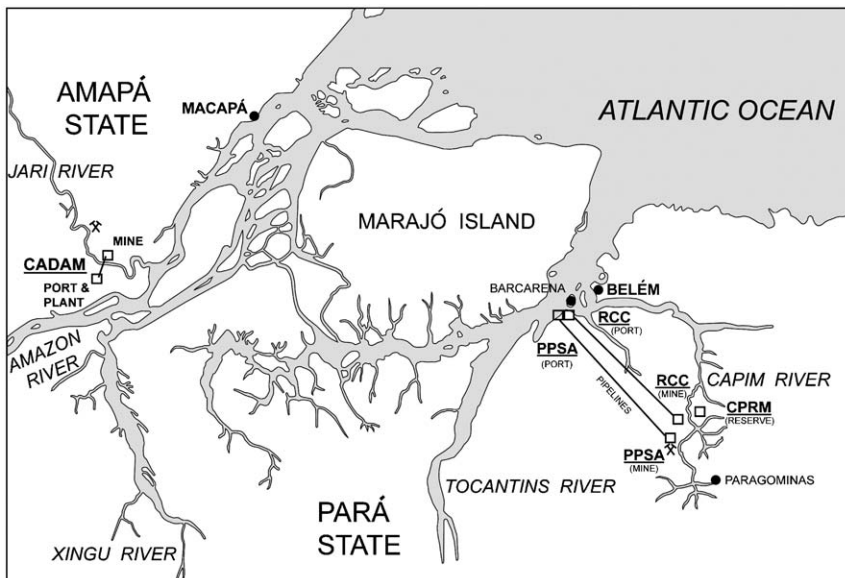 AMAPÁ
STATE
MACAPÁ
ATLANTIC OCEAN
JARI RIVER
MARAJÓ ISLAND
MINE
CADAM
PORT &
PLANT
BARCARENA
BELÉM
RCC
(PORT)
AMAZON
RIVER
PPSA
(PORT)
PIPELINES
RCC
(MINE)
CAPIM RIVER
CPRM
(RESERVE)
PPSA
(MINE)
TOCANTINS RIVER
PARAGOMINAS
PARÁ
STATE
XINGU RIVER